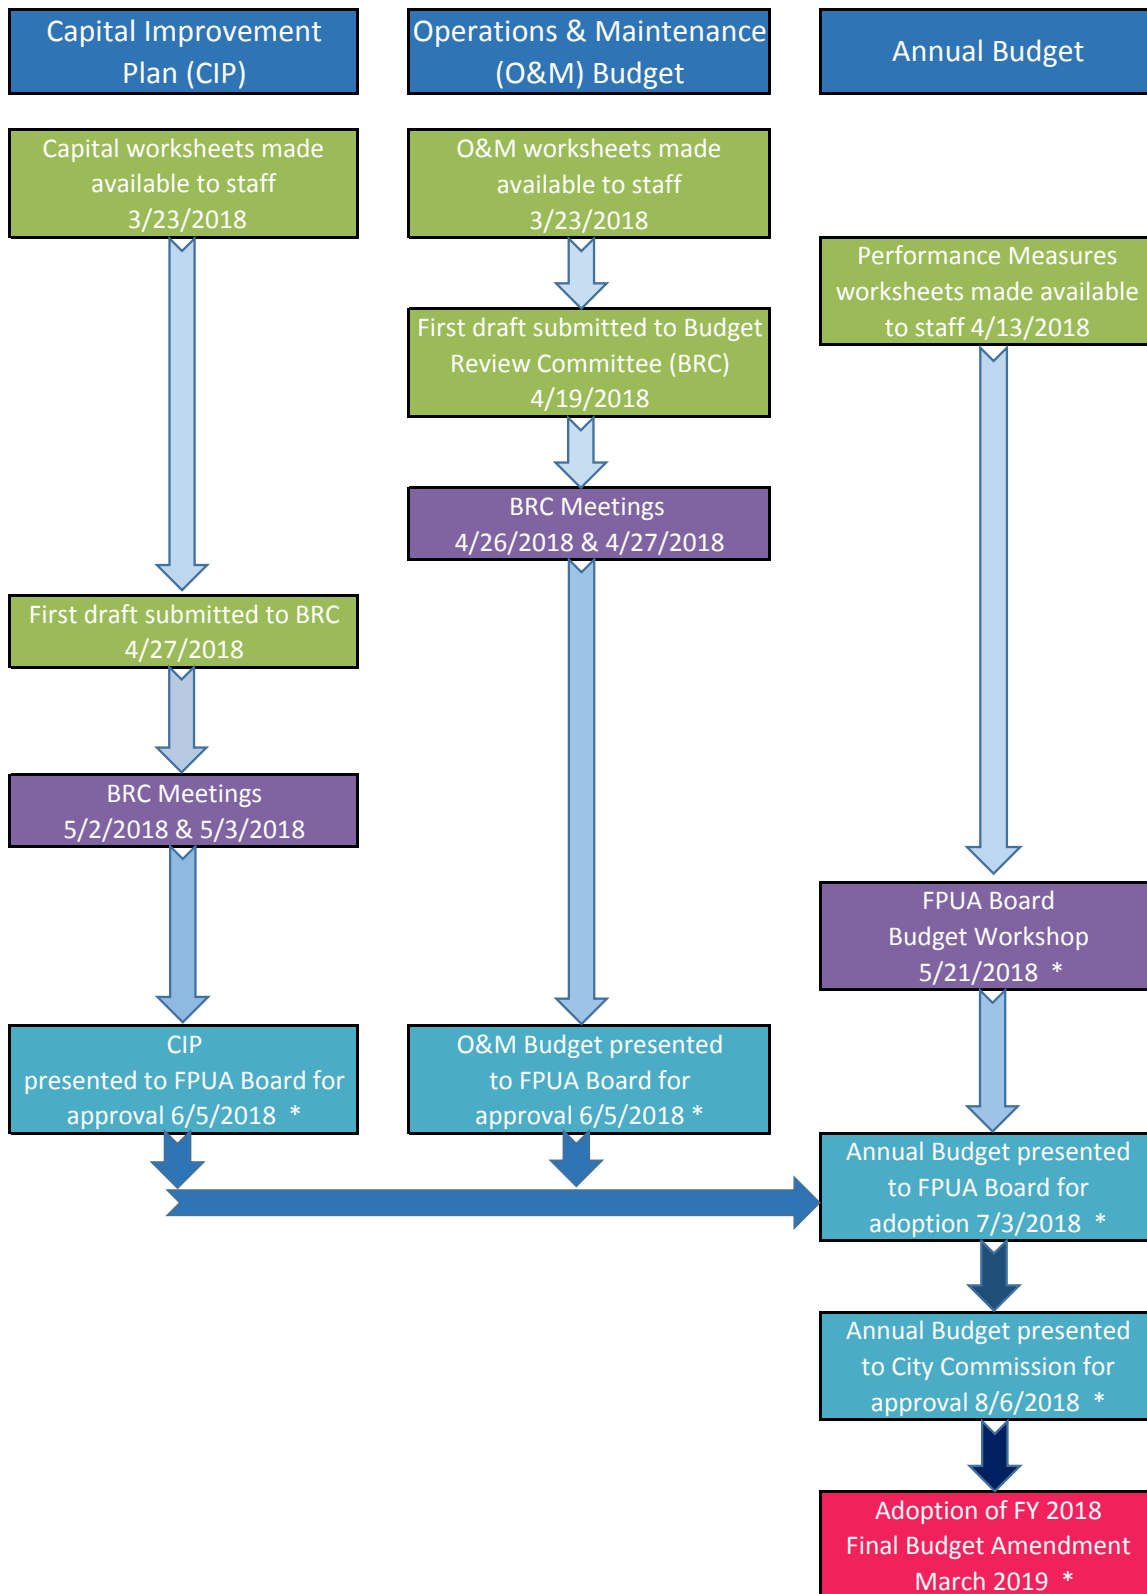 Capital Improvement
Plan (CIP)
Operations & Maintenance
(O&M) Budget
Annual Budget
Capital worksheets made
available to staff
3/23/2018
O&M worksheets made
available to staff
3/23/2018
Performance Measures
worksheets made available
to staff 4/13/2018
First draft submitted to Budget
Review Committee (BRC)
4/19/2018
BRC Meetings
4/26/2018 & 4/27/2018
First draft submitted to BRC
4/27/2018
BRC Meetings
5/2/2018 & 5/3/2018
FPUA Board
Budget Workshop
5/21/2018 *
CIP
presented to FPUA Board for
approval 6/5/2018 *
O&M Budget presented
to FPUA Board for
approval 6/5/2018 *
Annual Budget presented
to FPUA Board for
adoption 7/3/2018 *
Annual Budget presented
to City Commission for
approval 8/6/2018 *
Adoption of FY 2018
Final Budget Amendment
March 2019 *